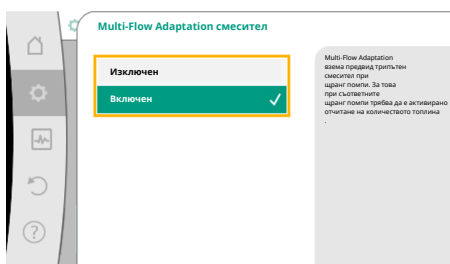 Multi-Flow Adaptation смесител
Изключен
Включен
Multi-Flow Adaptation
взема предвид трипътен
смесител при
щранг помпи. За това
при съответните
щранг помпи трябва да е активирано
отчитане на количеството топлина
.